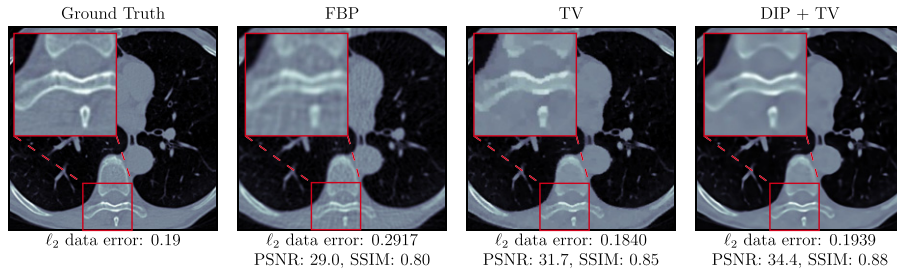 Ground Truth
FBP
TV
DIP + TV
ℓ₂ data error: 0.19
ℓ₂ data error: 0.2917
PSNR: 29.0, SSIM: 0.80
ℓ₂ data error: 0.1840
PSNR: 31.7, SSIM: 0.85
ℓ₂ data error: 0.1939
PSNR: 34.4, SSIM: 0.88